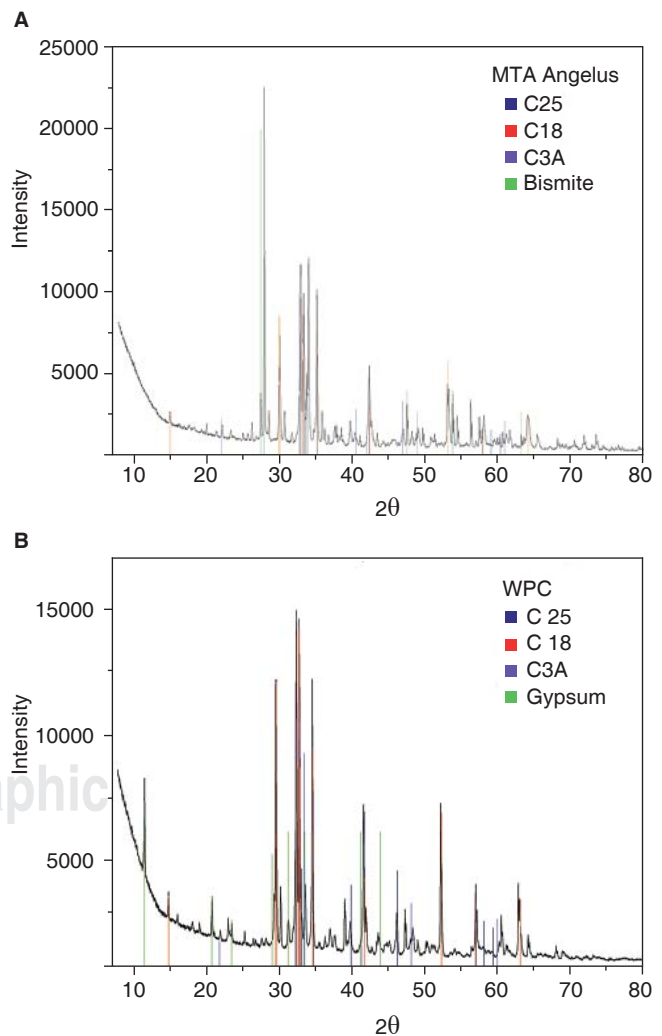 A
25000
20000
15000
10000
5000
Intensity
MTA Angelus
C25
C18
C3A
Bismite
10 20 30 40 50 60 70 80
2θ
B
15000
10000
5000
Intensity
WPC
C 25
C 18
C3A
Gypsum
aphic
10 20 30 40 50 60 70 80
2θ